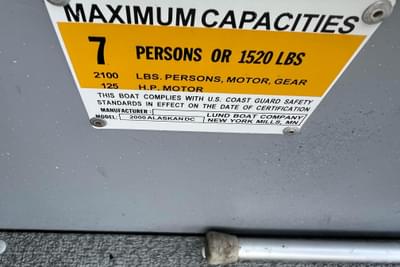 MAXIMUM CAPACITIES
7 PERSONS OR 1520 LBS
2100 LBS. PERSONS, MOTOR, GEAR
125 H.P. MOTOR
THIS BOAT COMPLIES WITH U.S. COAST GUARD SAFETY
STANDARDS IN EFFECT ON THE DATE OF CERTIFICATION
MANUFACTURER: LUND BOAT COMPANY
MODEL: 2000 ALASKAN DC NEW YORK MILLS, MN